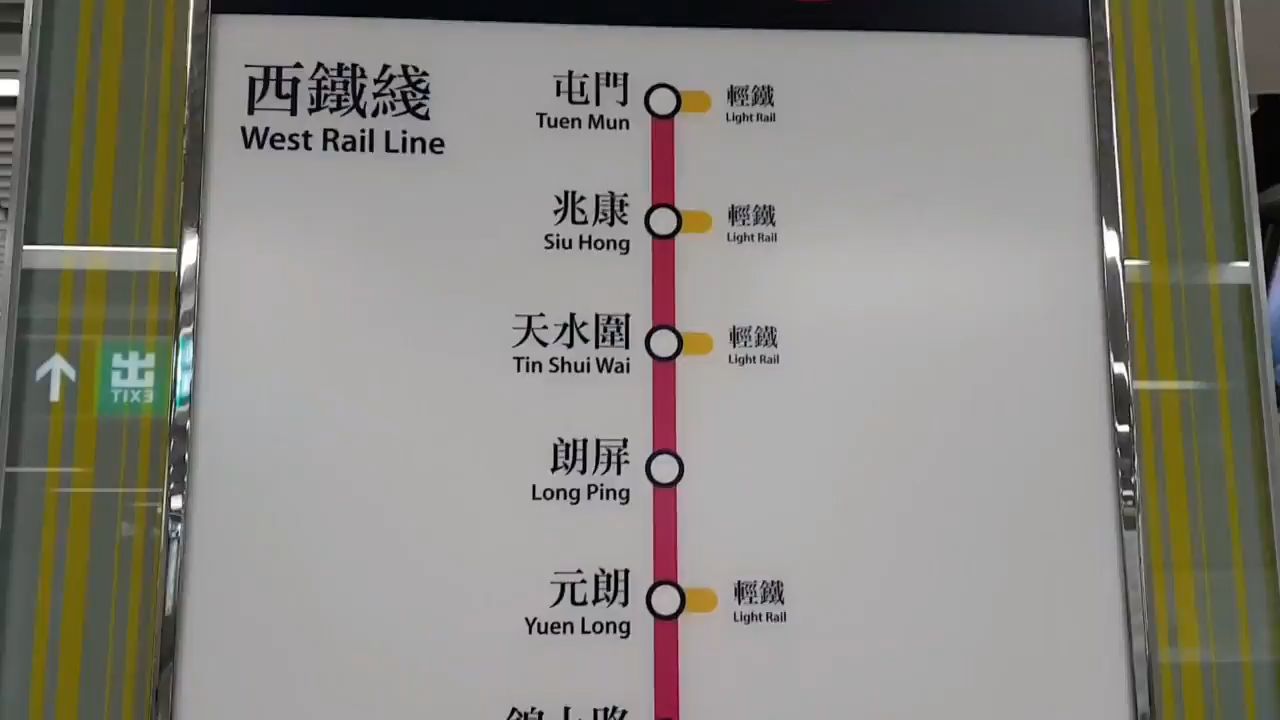 西鐵綫
West Rail Line
屯門
Tuen Mun
輕鐵
Light Rail
兆康
Siu Hong
輕鐵
Light Rail
天水圍
Tin Shui Wai
輕鐵
Light Rail
朗屏
Long Ping
元朗
Yuen Long
輕鐵
Light Rail
出
EXIT